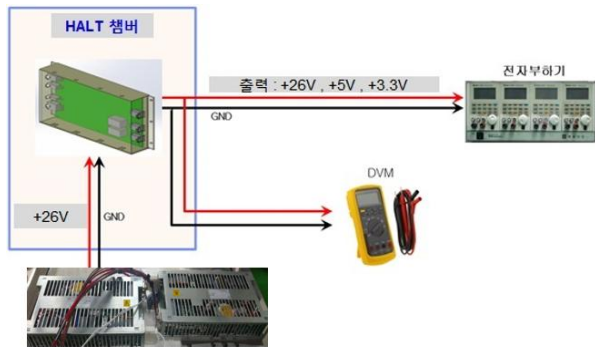 HALT 챔버
전자부하기
출력 : +26V , +5V , +3.3V
GND
DVM
+26V
GND